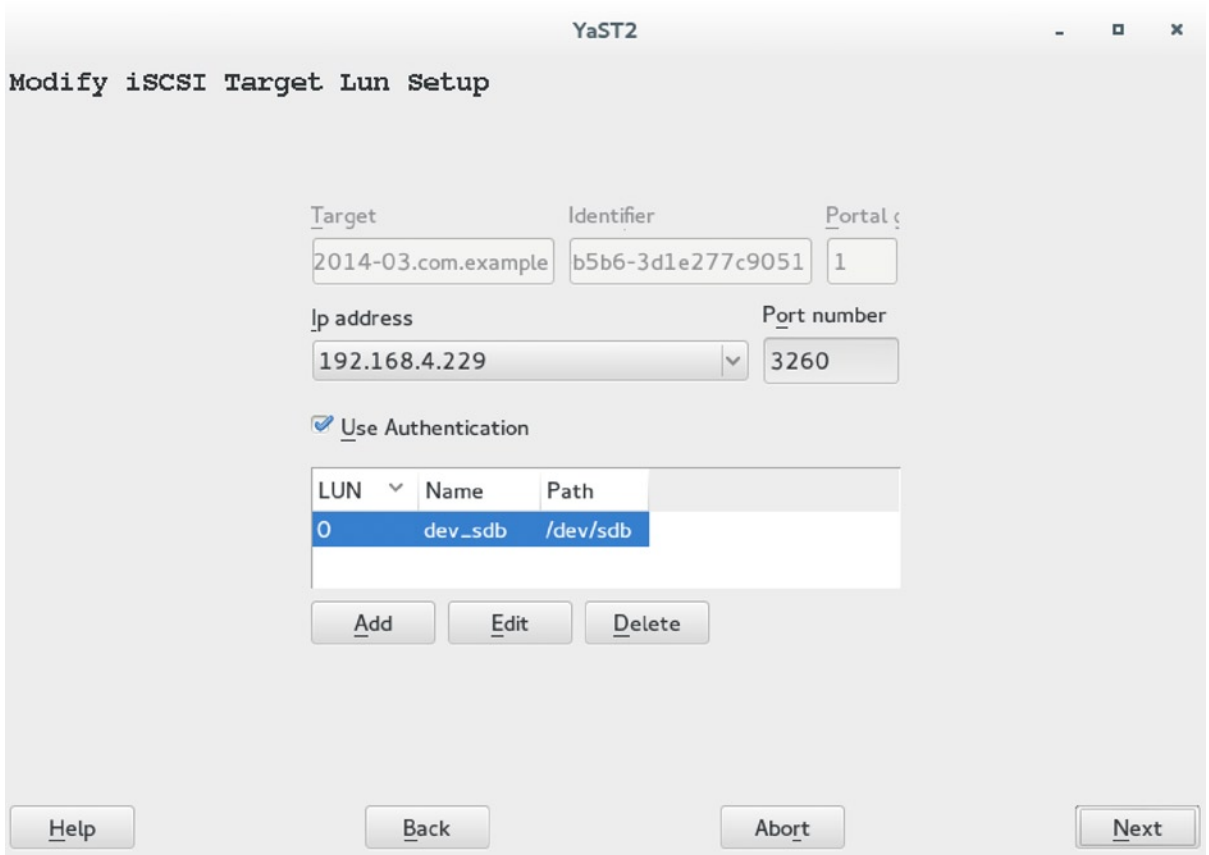 YaST2
Modify iSCSI Target Lun Setup
Target Identifier Portal
2014-03.com.example b5b6-3d1e277c9051 1
Ip address Port number
192.168.4.229 3260
Use Authentication
LUN Name Path
0 dev_sdb /dev/sdb
Add Edit Delete
Help Back Abort Next